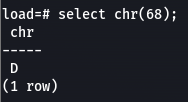 load=# select chr(68);
 chr
-----
 D
(1 row)